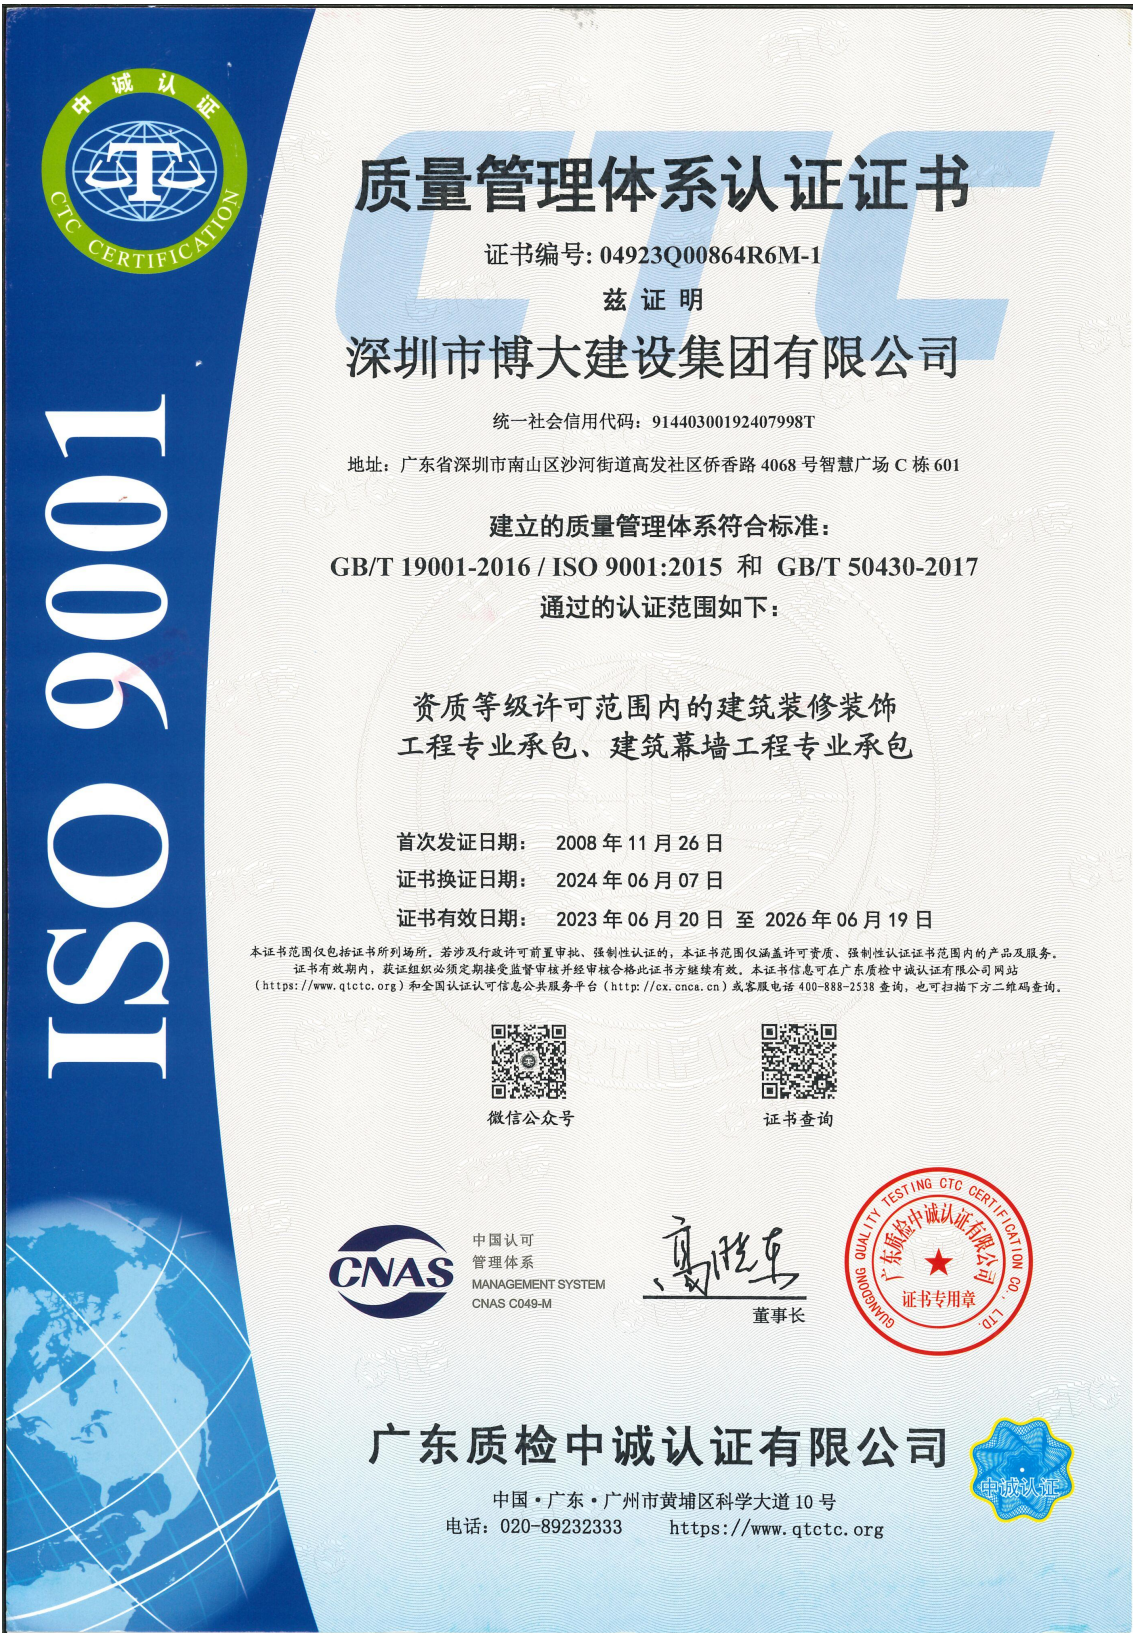 中诚认证
CTC CERTIFICATION
ISO 9001
CTC
质量管理体系认证证书
证书编号: 04923Q00864R6M-1
兹 证 明
深圳市博大建设集团有限公司
统一社会信用代码：91440300192407998T
地址：广东省深圳市南山区沙河街道高发社区侨香路 4068 号智慧广场 C 栋 601
建立的质量管理体系符合标准：
GB/T 19001-2016 / ISO 9001:2015 和 GB/T 50430-2017
通过的认证范围如下：
资质等级许可范围内的建筑装修装饰
工程专业承包、建筑幕墙工程专业承包
首次发证日期： 2008 年 11 月 26 日
证书换证日期： 2024 年 06 月 07 日
证书有效日期： 2023 年 06 月 20 日 至 2026 年 06 月 19 日
本证书范围仅包括证书所列场所。若涉及行政许可前置审批、强制性认证的，本证书范围仅涵盖许可资质、强制性认证证书范围内的产品及服务。
证书有效期内，获证组织必须定期接受监督审核并经审核合格此证书方继续有效。本证书信息可在广东质检中诚认证有限公司网站
（https://www.qtctc.org）和全国认证认可信息公共服务平台（http://cx.cnca.cn）或客服电话 400-888-2538 查询，也可扫描下方二维码查询。
微信公众号
证书查询
CNAS
中国认可
管理体系
MANAGEMENT SYSTEM
CNAS C049-M
高晓东
董事长
GUANGDONG QUALITY TESTING CTC CERTIFICATION CO., LTD.
广东质检中诚认证有限公司
证书专用章
广东质检中诚认证有限公司
中诚认证
中国·广东·广州市黄埔区科学大道 10 号
电话：020-89232333 https://www.qtctc.org